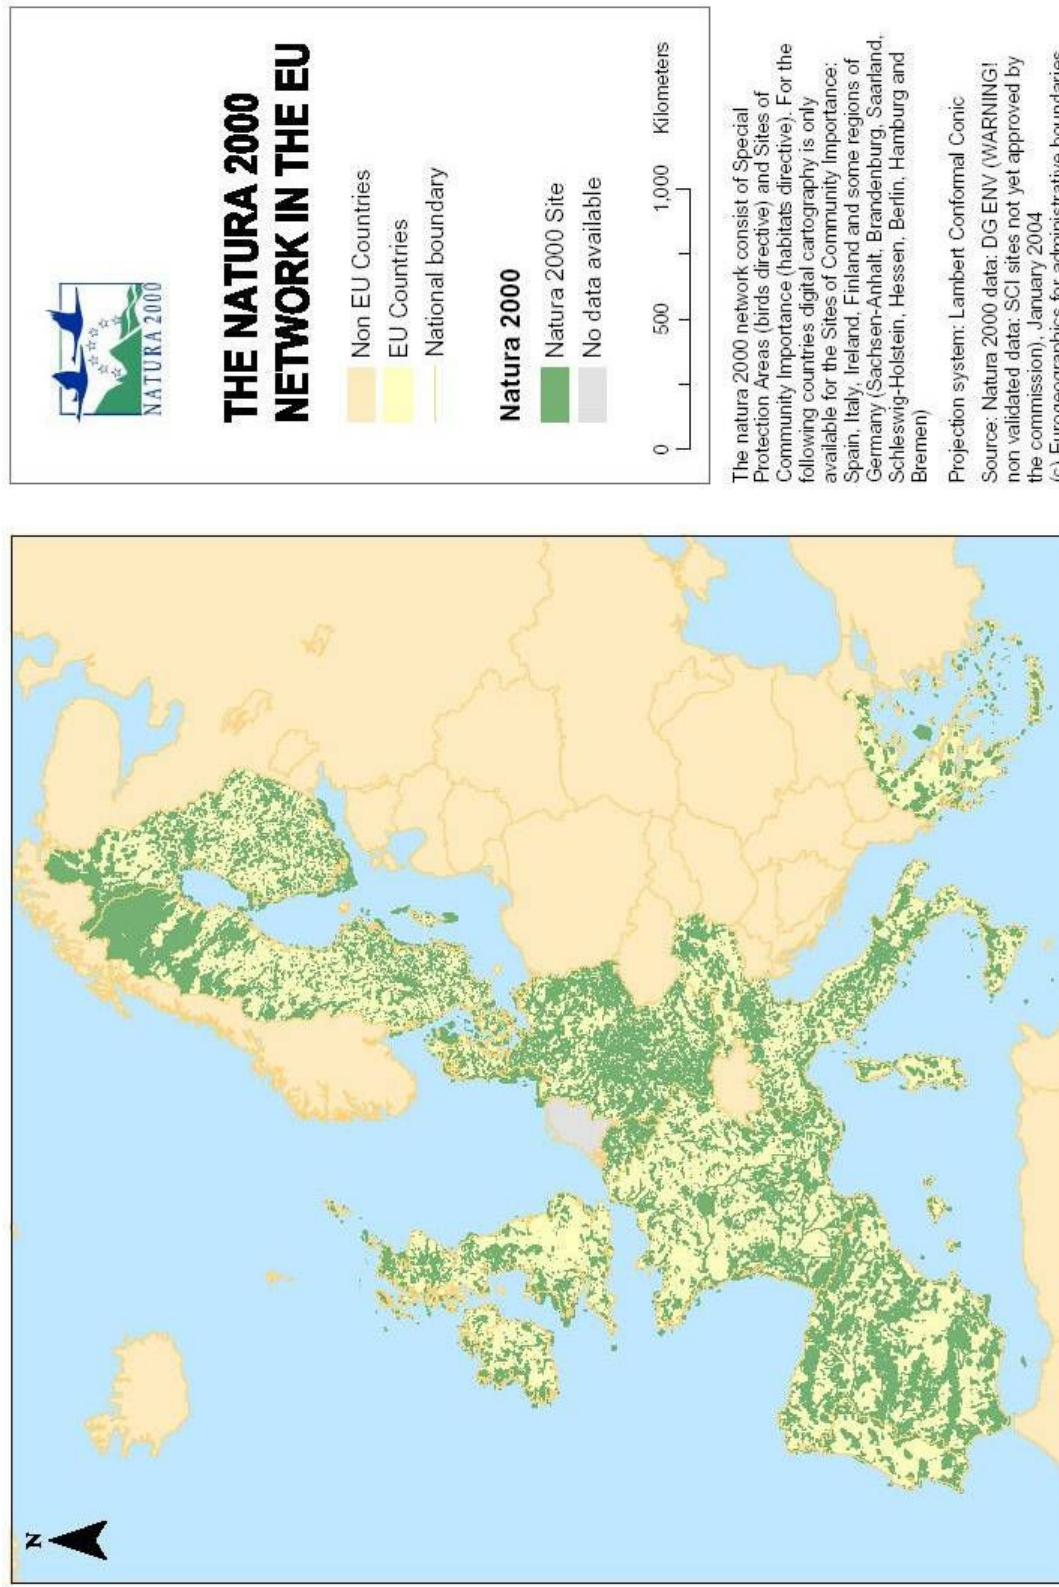 N
NATURA 2000
THE NATURA 2000
NETWORK IN THE EU
Non EU Countries
EU Countries
National boundary
Natura 2000
Natura 2000 Site
No data available
0 500 1,000 Kilometers
The natura 2000 network consist of Special
Protection Areas (birds directive) and Sites of
Community Importance (habitats directive). For the
following countries digital cartography is only
available for the Sites of Community Importance:
Spain, Italy, Ireland, Finland and some regions of
Germany (Sachsen-Anhalt, Brandenburg, Saarland,
Schleswig-Holstein, Hessen, Berlin, Hamburg and
Bremen)
Projection system: Lambert Conformal Conic
Source: Natura 2000 data: DG ENV (WARNING!
non validated data: SCI sites not yet approved by
the commission), January 2004
(c) Eurogeographics for administrative boundaries